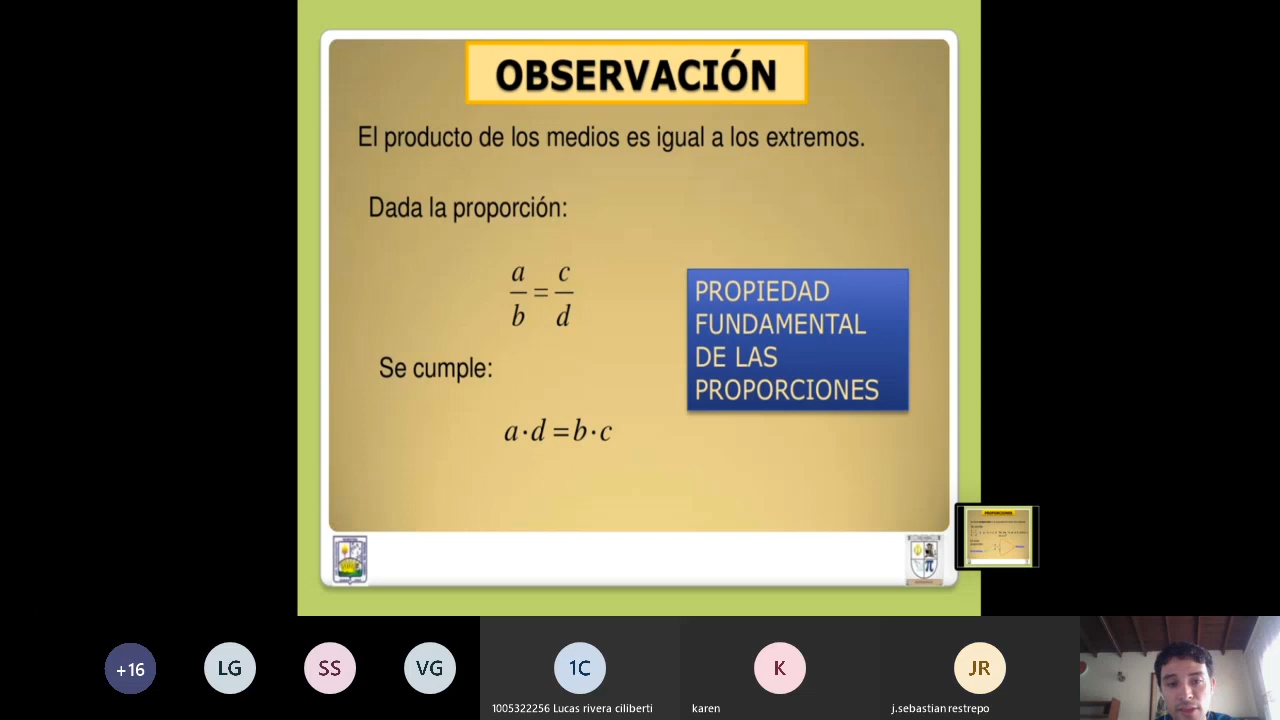 OBSERVACIÓN
El producto de los medios es igual a los extremos.
Dada la proporción:
a/b = c/d
PROPIEDAD
FUNDAMENTAL
DE LAS
PROPORCIONES
Se cumple:
a·d =b·c
PROPORCIONES
+16
LG
SS
VG
1C
K
JR
1005322256 Lucas rivera ciliberti
karen
j.sebastian restrepo